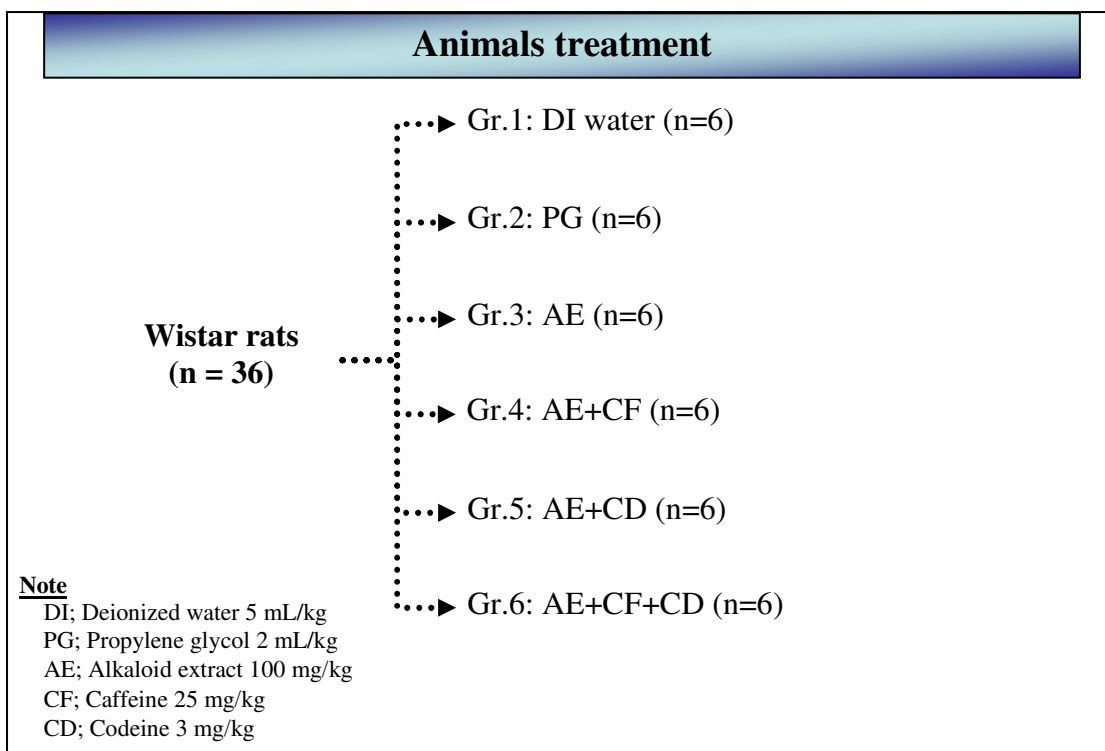 Animals treatment
Gr.1: DI water (n=6)
Gr.2: PG (n=6)
Gr.3: AE (n=6)
Wistar rats
(n = 36)
Gr.4: AE+CF (n=6)
Gr.5: AE+CD (n=6)
Gr.6: AE+CF+CD (n=6)
Note
DI; Deionized water 5 mL/kg
PG; Propylene glycol 2 mL/kg
AE; Alkaloid extract 100 mg/kg
CF; Caffeine 25 mg/kg
CD; Codeine 3 mg/kg